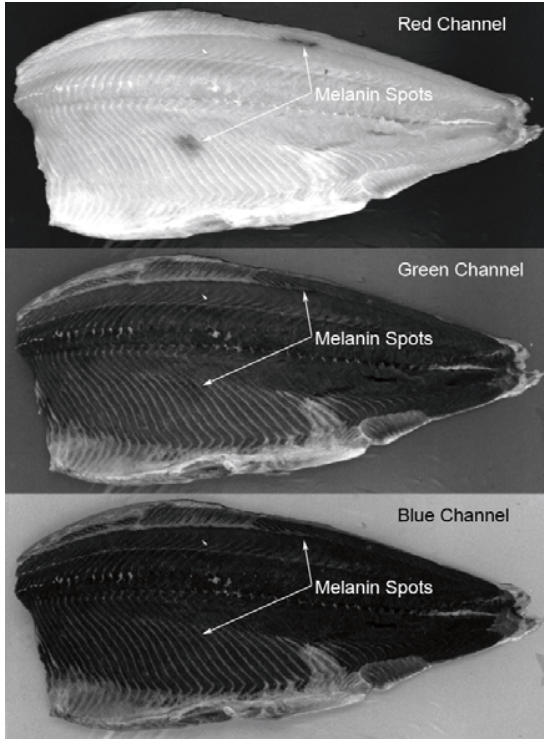 Red Channel
Melanin Spots
Green Channel
Melanin Spots
Blue Channel
Melanin Spots